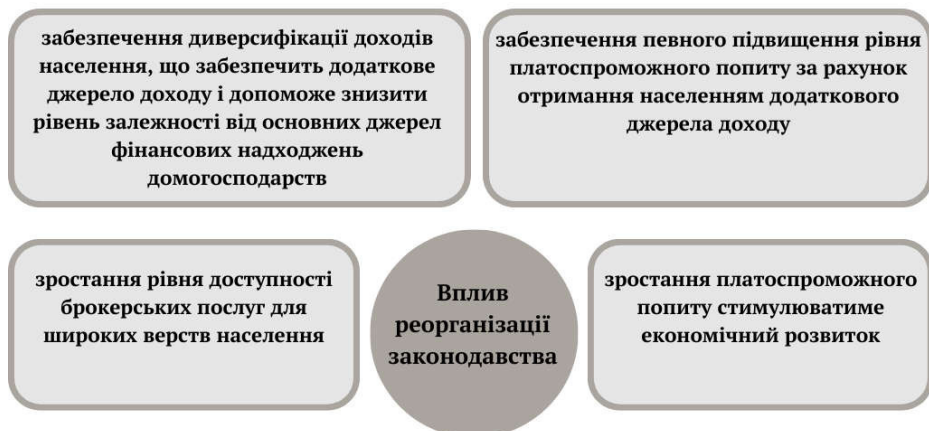 забезпечення диверсифікації доходів
населення, що забезпечить додаткове
джерело доходу і допоможе знизити
рівень залежності від основних джерел
фінансових надходжень
домогосподарств
забезпечення певного підвищення рівня
платоспроможного попиту за рахунок
отримання населенням додаткового
джерела доходу
зростання рівня доступності
брокерських послуг для
широких верств населення
Вплив
реорганізації
законодавства
зростання платоспроможного
попиту стимулюватиме
економічний розвиток